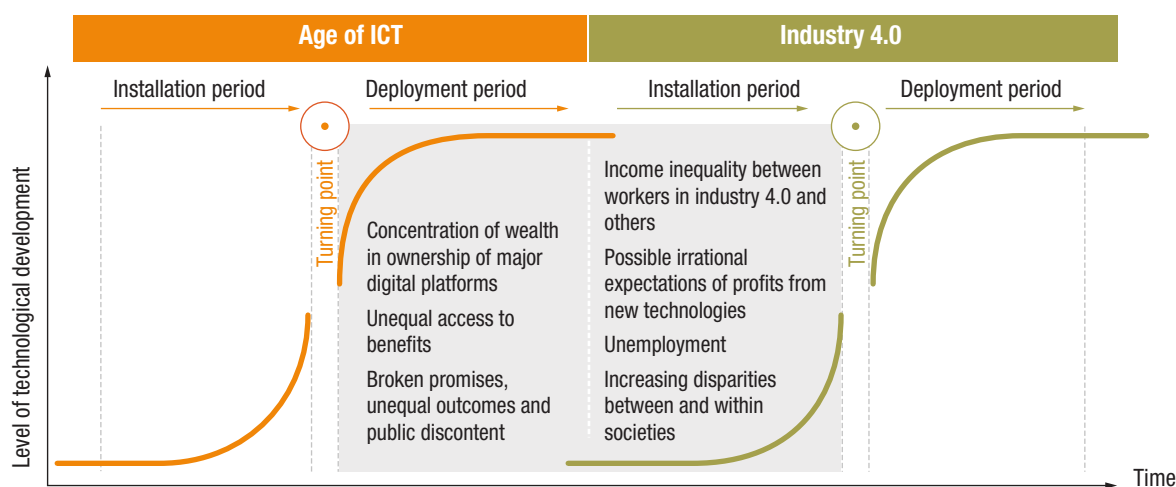 Age of ICT
Industry 4.0
Installation period
Deployment period
Installation period
Deployment period
Level of technological development
Turning point
Concentration of wealth
in ownership of major
digital platforms
Unequal access to
benefits
Broken promises,
unequal outcomes and
public discontent
Income inequality between
workers in industry 4.0 and
others
Possible irrational
expectations of profits from
new technologies
Unemployment
Increasing disparities
between and within
societies
Turning point
Time